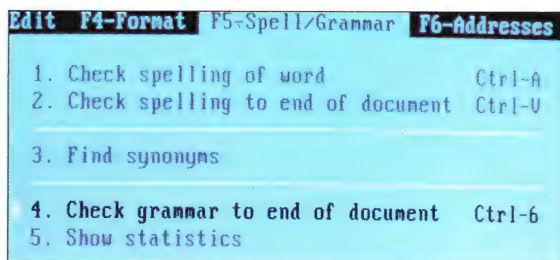 Edit F4-Format F5-Spell/Grammar F6-Addresses
1. Check spelling of word Ctrl-A
2. Check spelling to end of document Ctrl-V
3. Find synonyms
4. Check grammar to end of document Ctrl-6
5. Show statistics